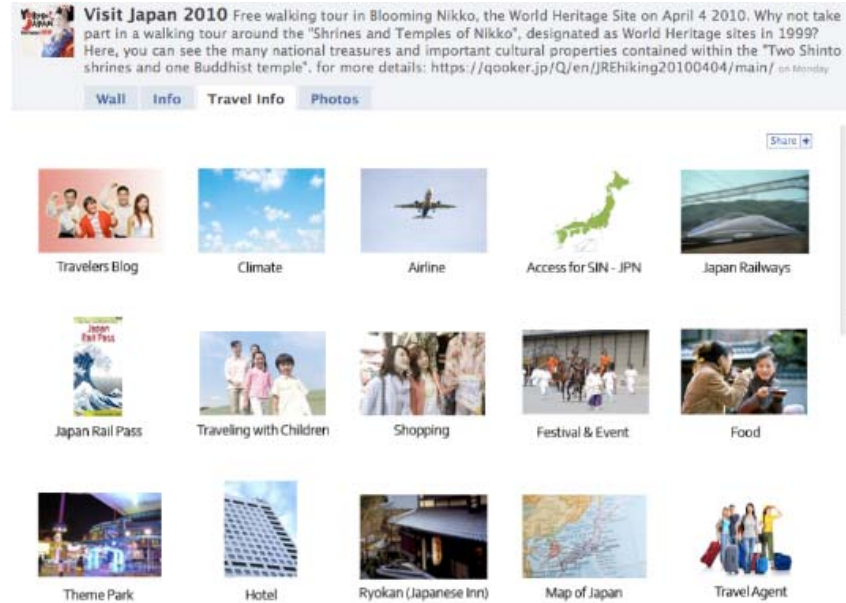 Visit Japan 2010 Free walking tour in Blooming Nikko, the World Heritage Site on April 4 2010. Why not take
part in a walking tour around the "Shrines and Temples of Nikko", designated as World Heritage sites in 1999?
Here, you can see the many national treasures and important cultural properties contained within the "Two Shinto
shrines and one Buddhist temple". for more details: https://qooker.jp/Q/en/JREhiking20100404/main/ on Monday
Wall Info Travel Info Photos
Share +
Travelers Blog Climate Airline Access for SIN - JPN Japan Railways
Japan
Rail Pass
Japan Rail Pass Traveling with Children Shopping Festival & Event Food
Theme Park Hotel Ryokan (Japanese Inn) Map of Japan Travel Agent